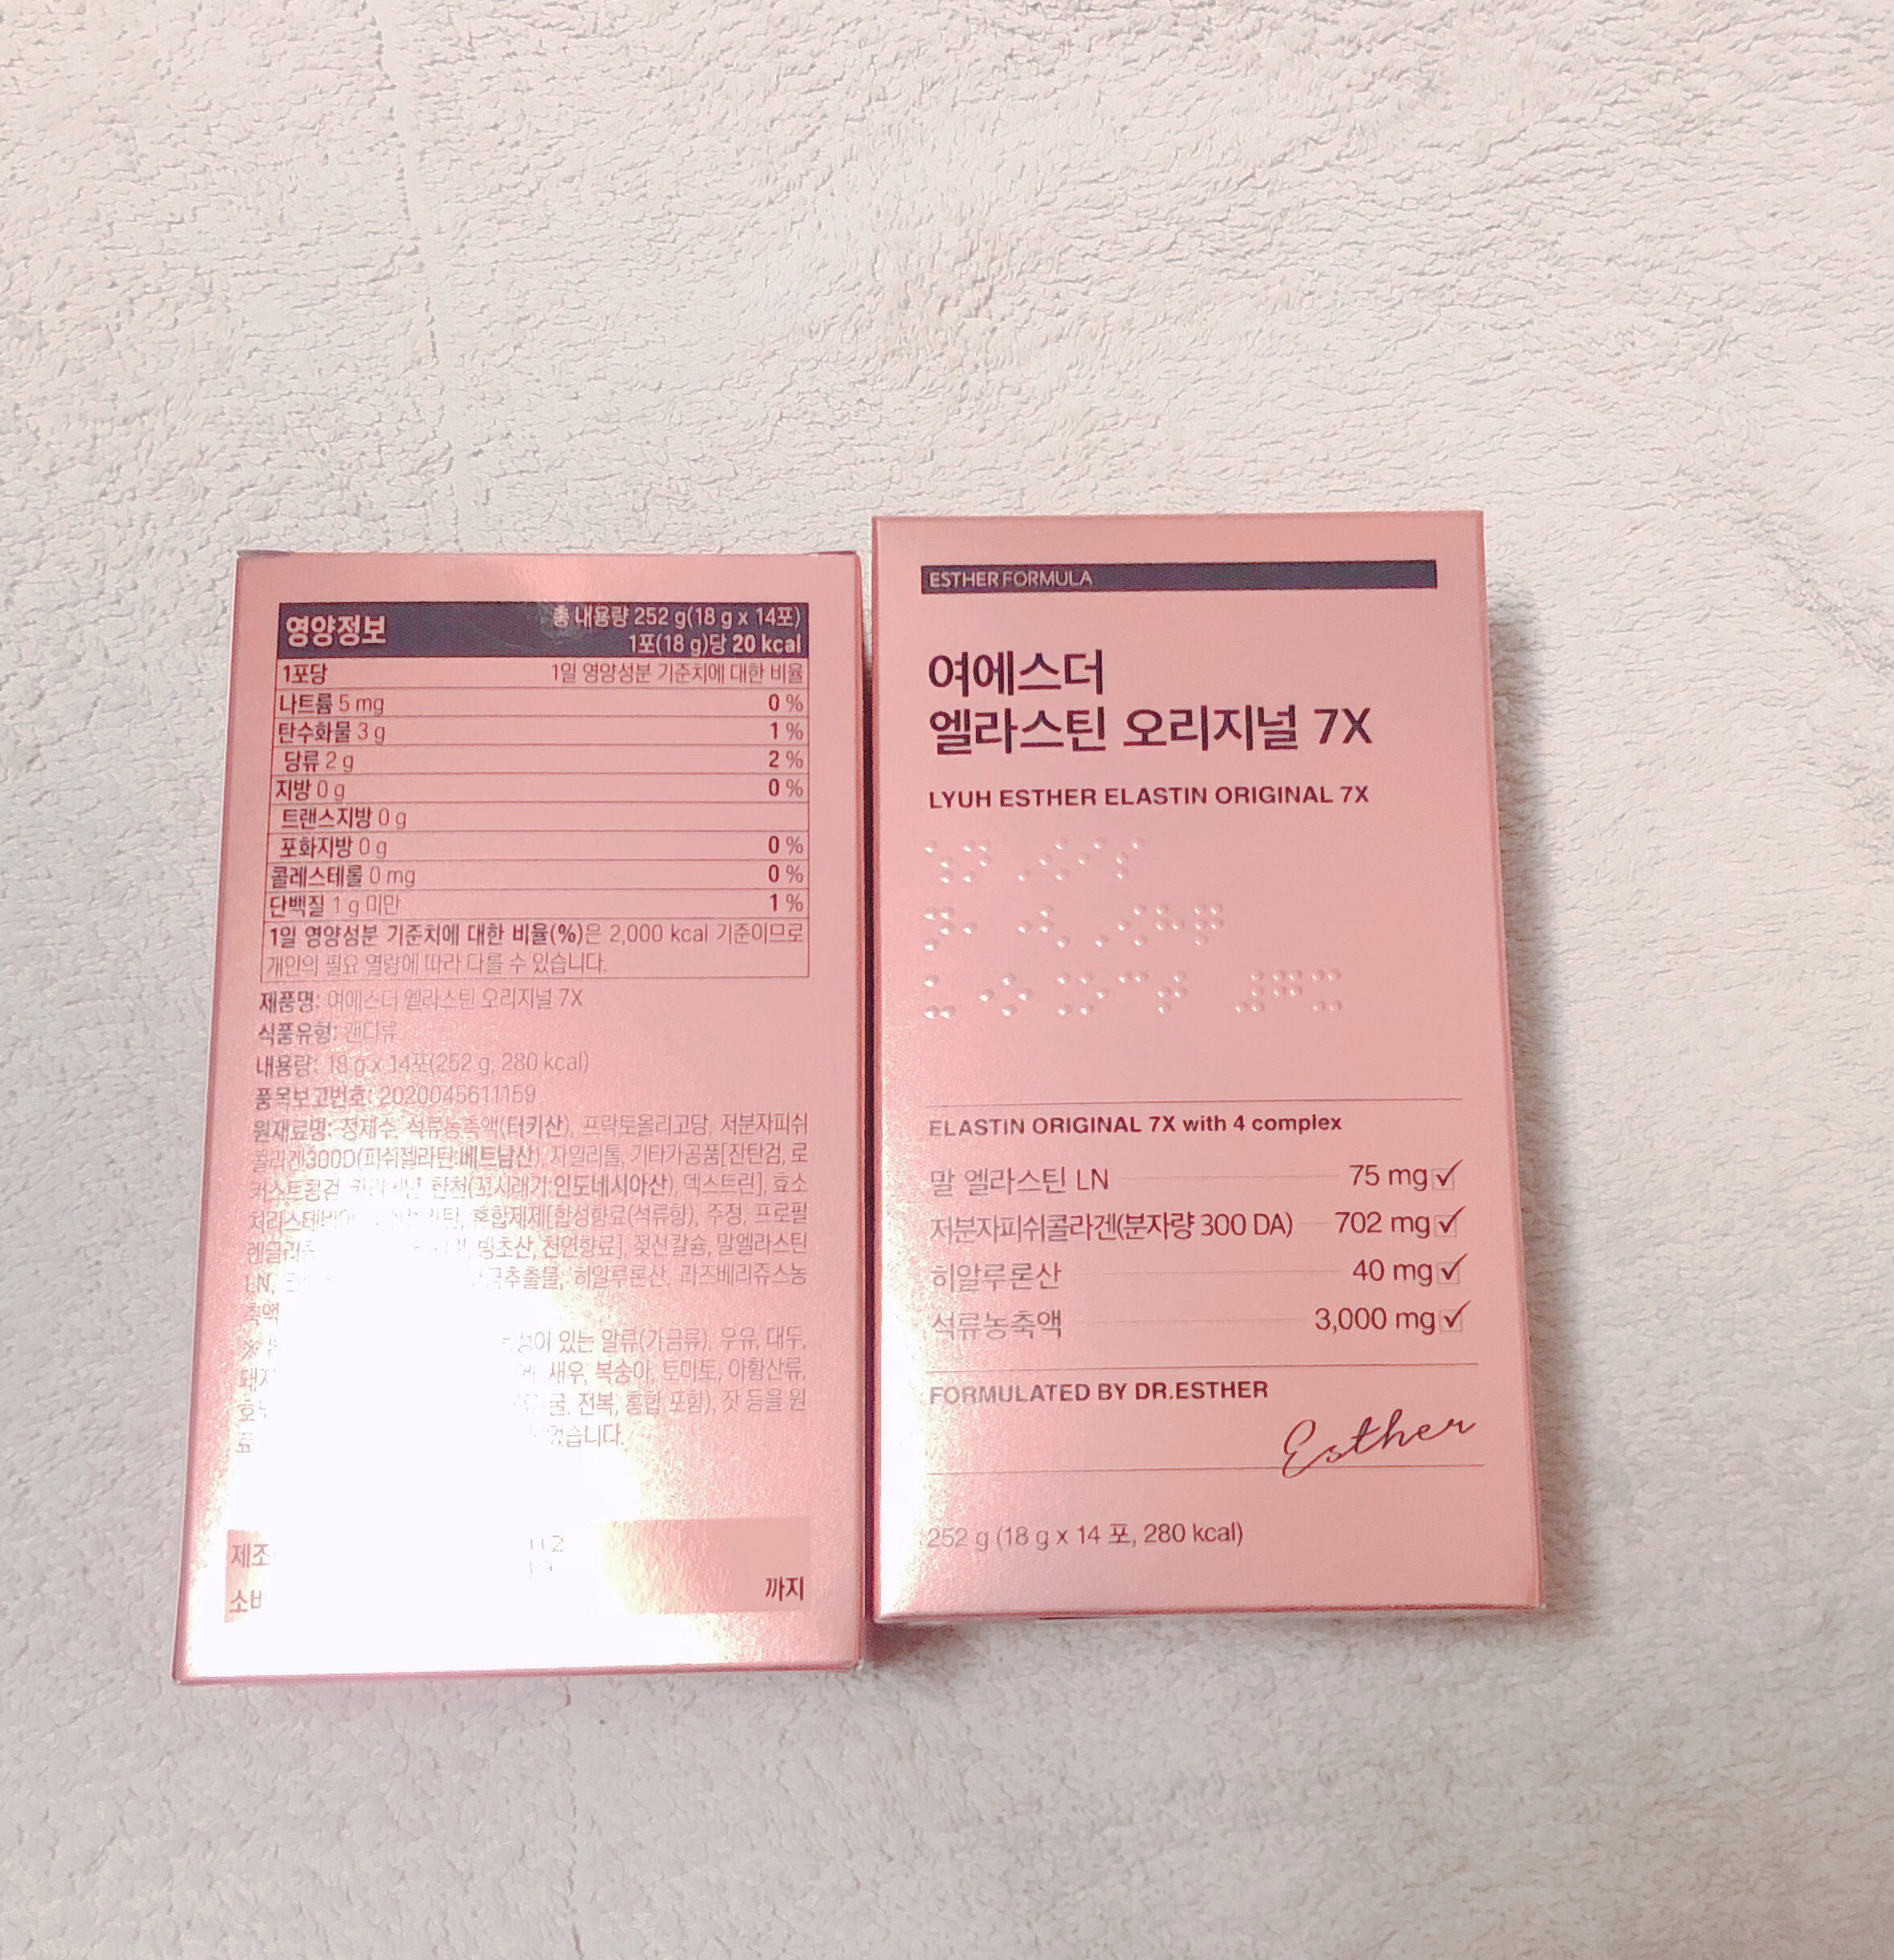 영양정보
총 내용량 252 g(18 g x 14포)
1포(18 g)당 20 kcal
1포당 1일 영양성분 기준치에 대한 비율
나트륨 5 mg 0 %
탄수화물 3 g 1 %
당류 2 g 2 %
지방 0 g 0 %
트랜스지방 0 g
포화지방 0 g 0 %
콜레스테롤 0 mg 0 %
단백질 1 g 미만 1 %
1일 영양성분 기준치에 대한 비율(%)은 2,000 kcal 기준이므로
개인의 필요 열량에 따라 다를 수 있습니다.
제품명: 여에스더 엘라스틴 오리지널 7X
식품유형: 캔디류
내용량: 18 g x 14포(252 g, 280 kcal)
품목보고번호: 2020045611159
원재료명: 정제수, 석류농축액(터키산), 프락토올리고당, 저분자피쉬
콜라겐300D(피쉬젤라틴:베트남산), 자일리톨, 기타가공품[잔탄검, 로
커스트콩검, 한천(꼬시래기:인도네시아산), 덱스트린], 효소
혼합제제[합성향료(석류향), 주정, 프로필
빙초산, 천연향료], 젖산칼슘, 말엘라스틴
LN, 히알루론산, 라즈베리쥬스농
축액
있는 알류(가금류), 우유, 대두,
새우, 복숭아, 토마토, 아황산류,
굴, 전복, 홍합 포함), 잣 등을 원
까지
ESTHER FORMULA
여에스더
엘라스틴 오리지널 7X
LYUH ESTHER ELASTIN ORIGINAL 7X
ELASTIN ORIGINAL 7X with 4 complex
말 엘라스틴 LN 75 mg
저분자피쉬콜라겐(분자량 300 DA) 702 mg
히알루론산 40 mg
석류농축액 3,000 mg
FORMULATED BY DR.ESTHER
Esther
252 g (18 g x 14 포, 280 kcal)